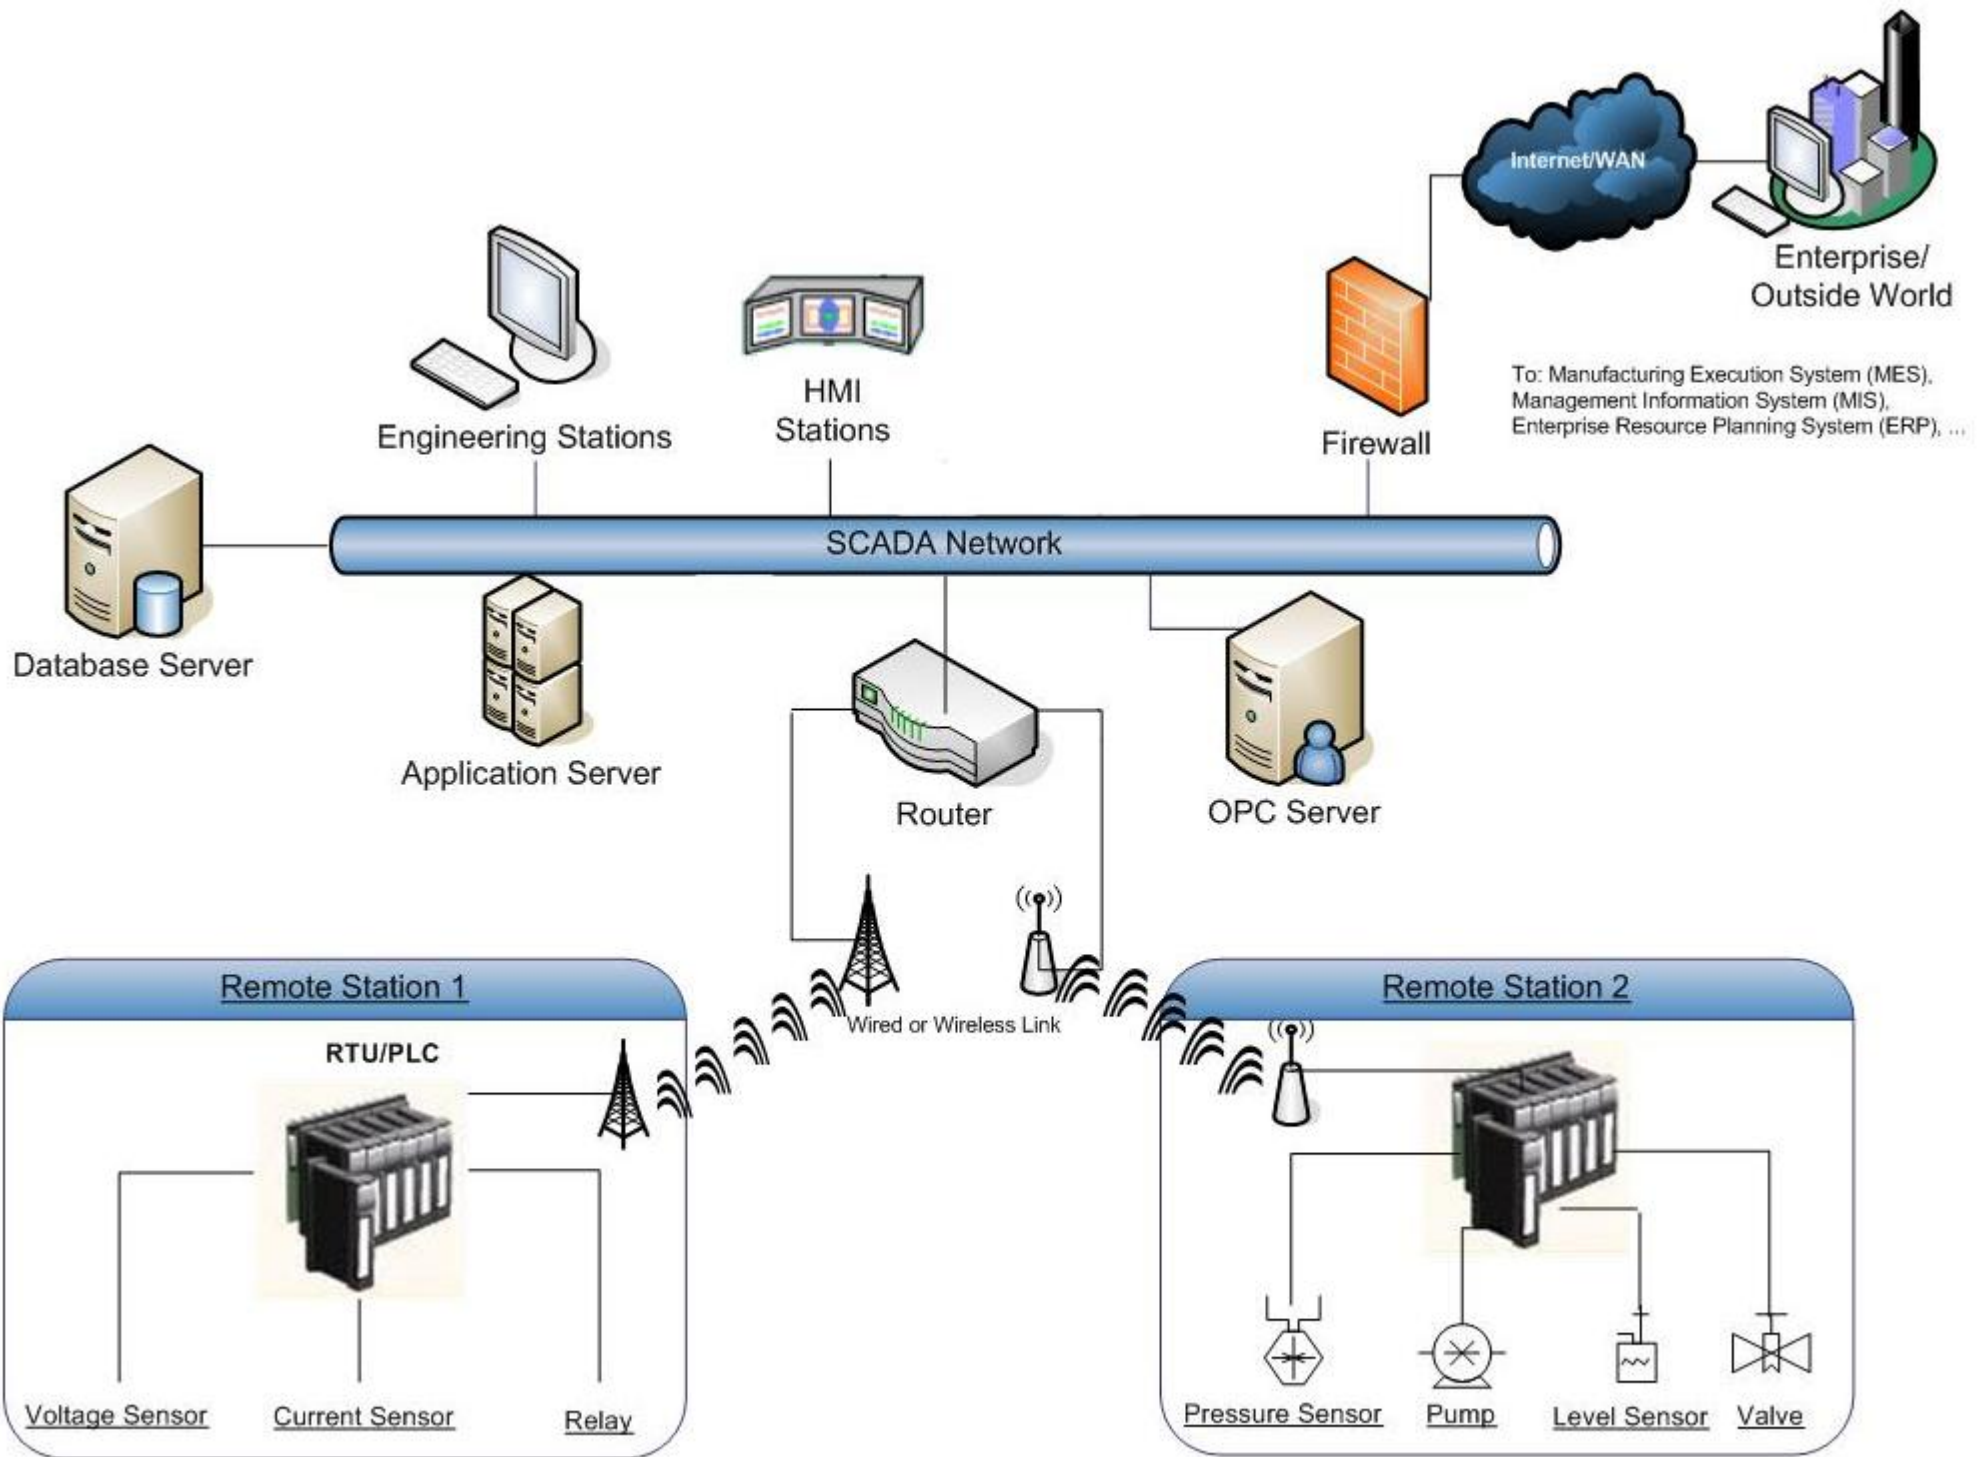 Internet/WAN
Enterprise/
Outside World
To: Manufacturing Execution System (MES),
Management Information System (MIS),
Enterprise Resource Planning System (ERP), ...
Engineering Stations
HMI
Stations
Firewall
SCADA Network
Database Server
Application Server
Router
OPC Server
Wired or Wireless Link
Remote Station 1
RTU/PLC
Voltage Sensor
Current Sensor
Relay
Remote Station 2
Pressure Sensor
Pump
Level Sensor
Valve